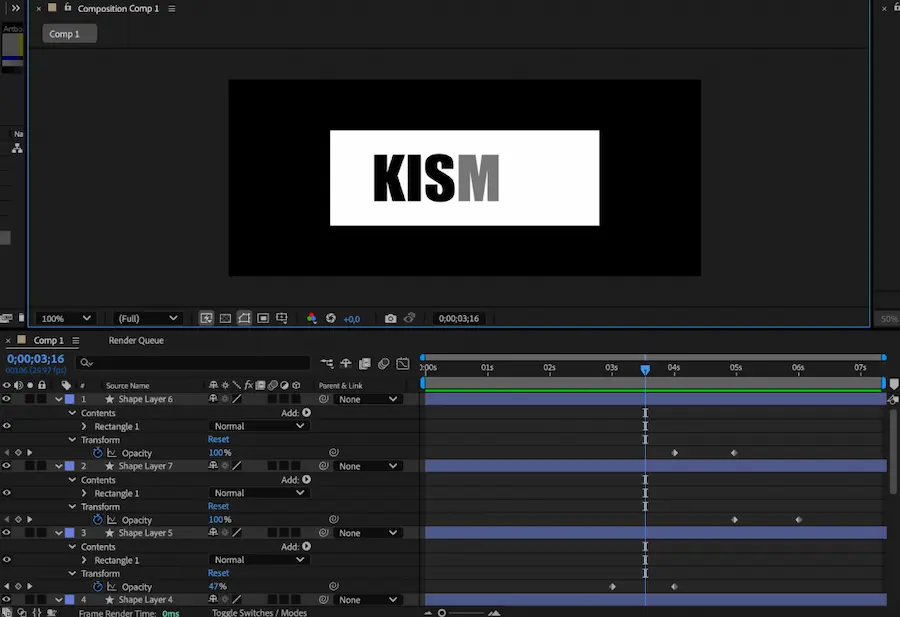 Composition Comp 1
Comp 1
Artbo
Na
KISM
100%
(Full)
+0,0
0;00;03;16
50%
Comp 1
Render Queue
0;00;03;16
00106 (29.97 fps)
:00s 01s 02s 03s 04s 05s 06s 07s
# Source Name fx Parent & Link
1 Shape Layer 6 None
Contents Add:
Rectangle 1 Normal
Transform Reset
Opacity 100%
2 Shape Layer 7 None
Contents Add:
Rectangle 1 Normal
Transform Reset
Opacity 100%
3 Shape Layer 5 None
Contents Add:
Rectangle 1 Normal
Transform Reset
Opacity 47%
4 Shape Layer 4 None
Frame Render Time: 0ms Toggle Switches / Modes